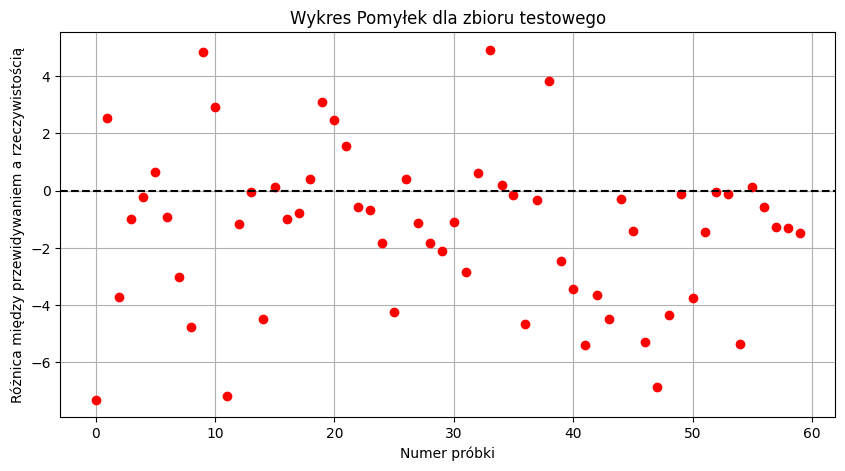 Wykres Pomyłek dla zbioru testowego
Różnica między przewidywaniem a rzeczywistością
4
2
0
−2
−4
−6
0 10 20 30 40 50 60
Numer próbki